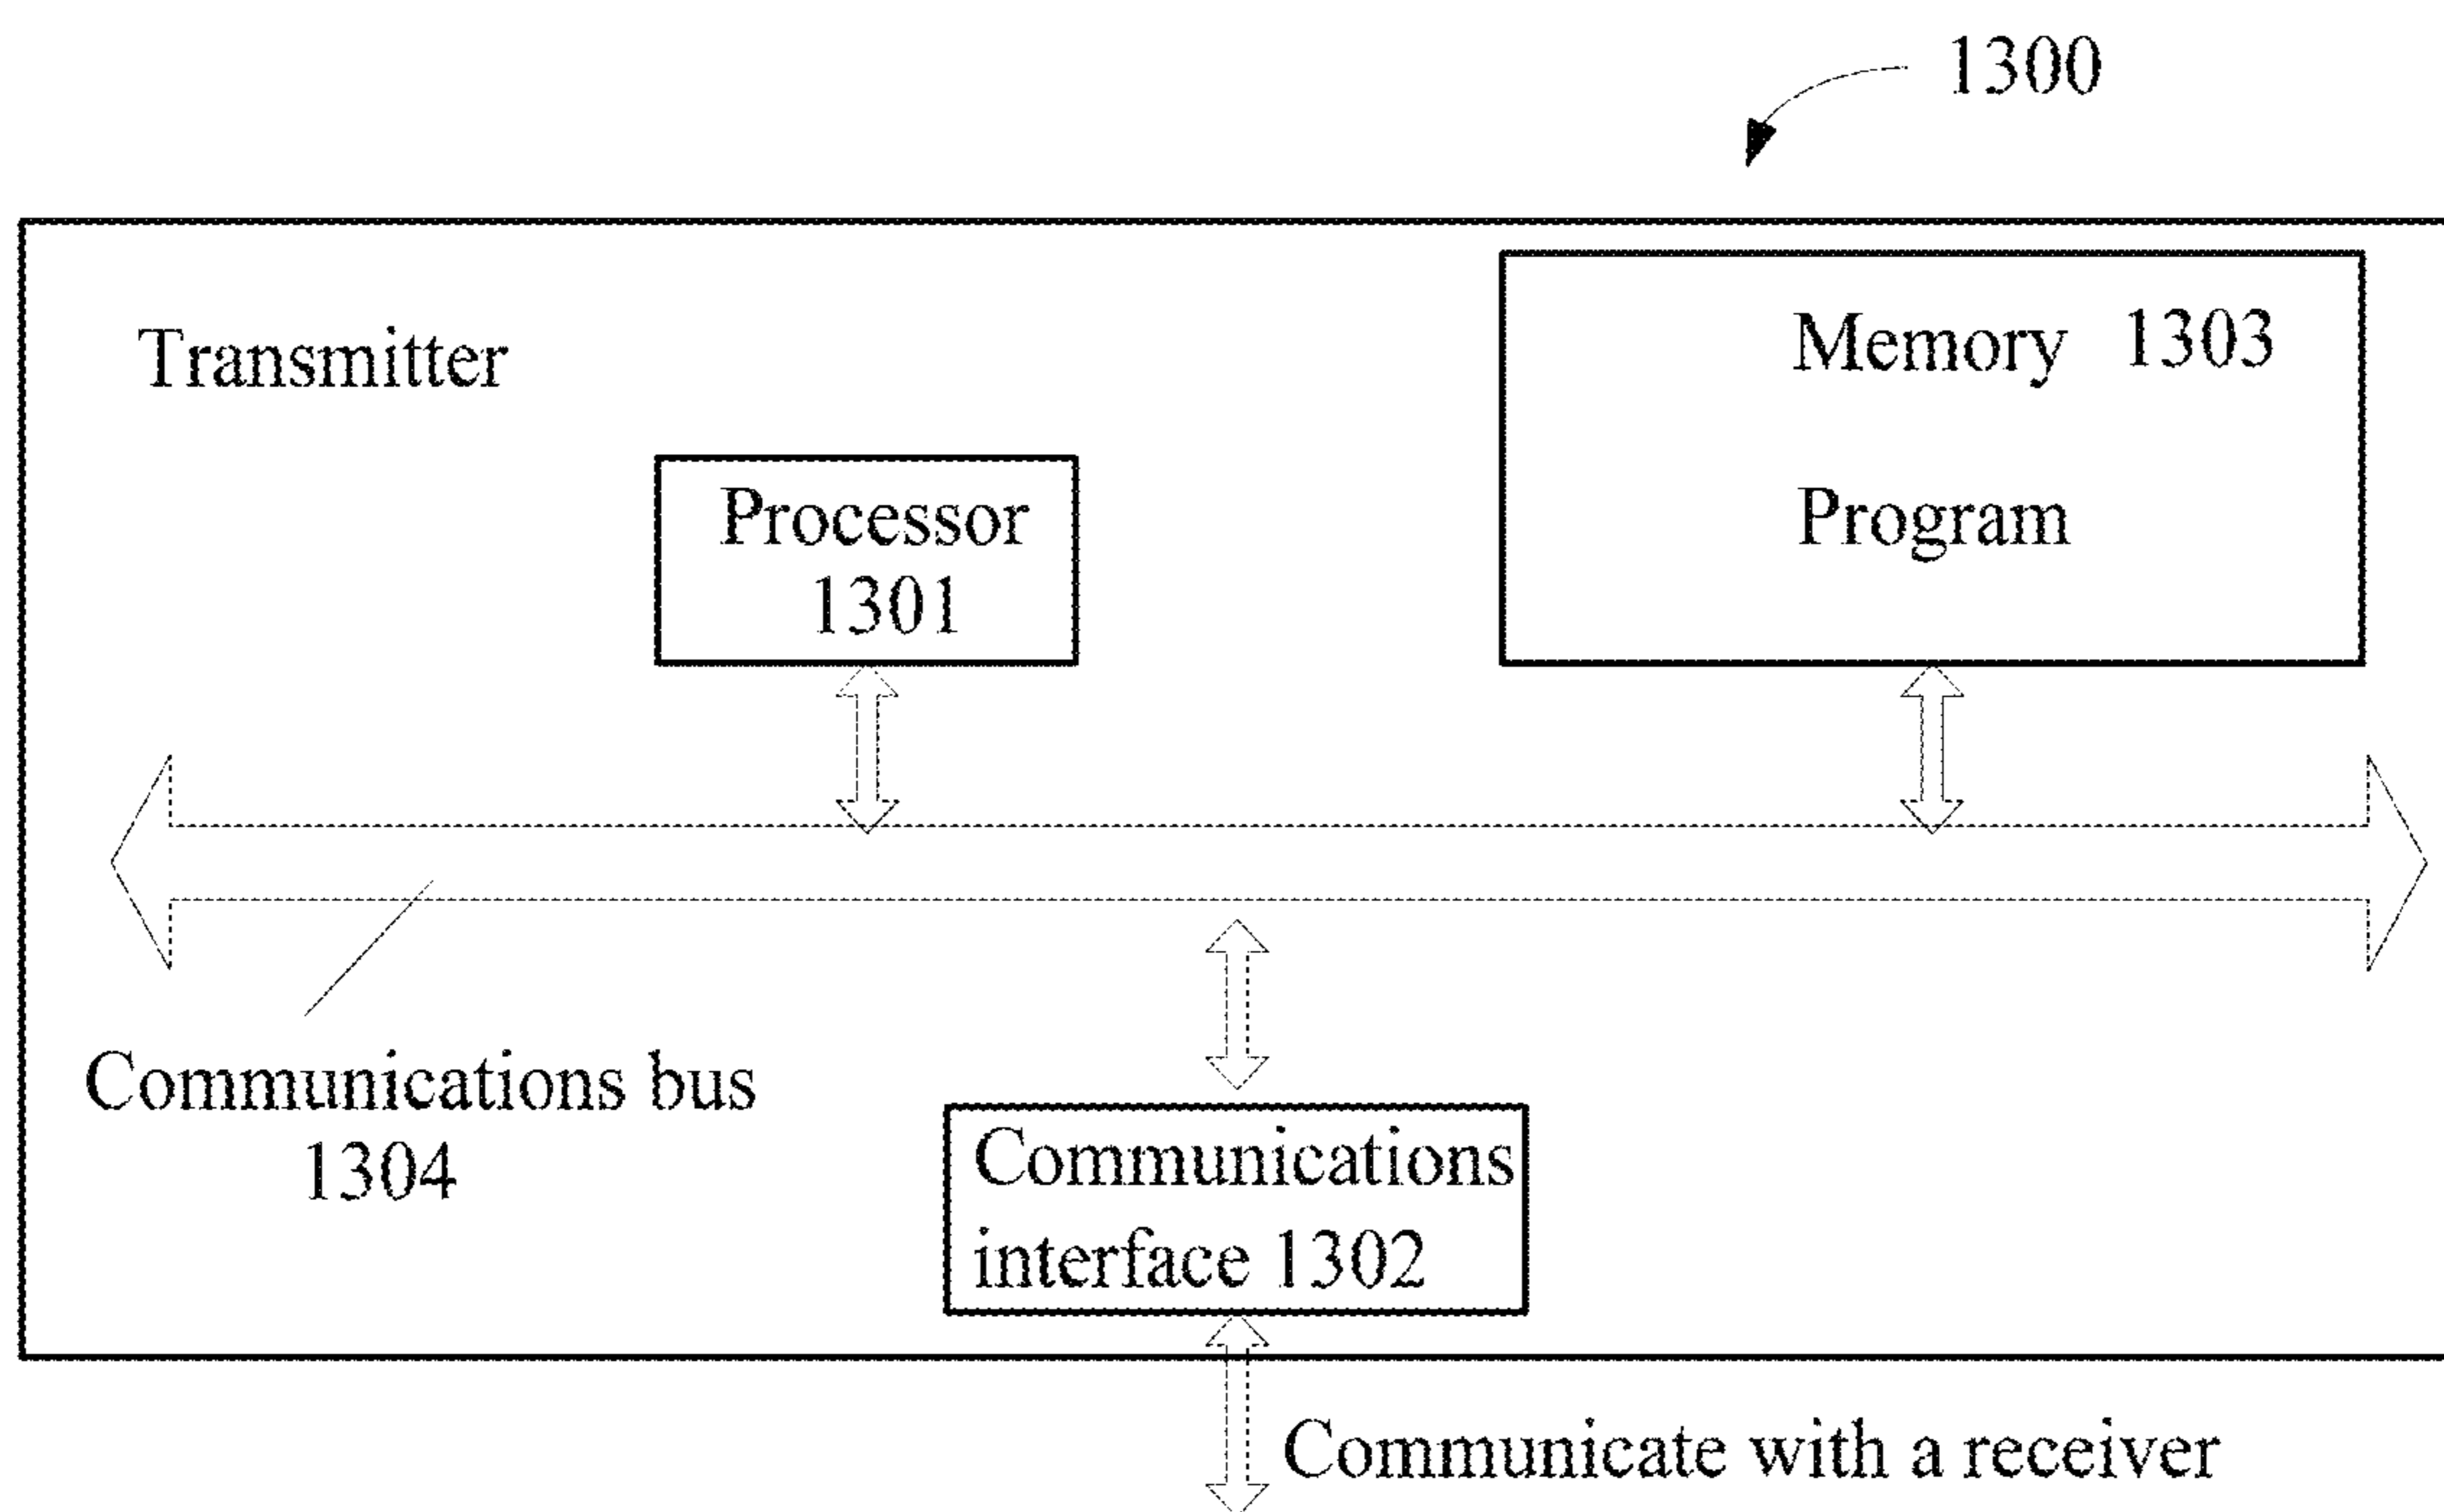 1300
Transmitter
Memory 1303
Program
Processor
1301
Communications bus
1304
Communications
interface 1302
Communicate with a receiver